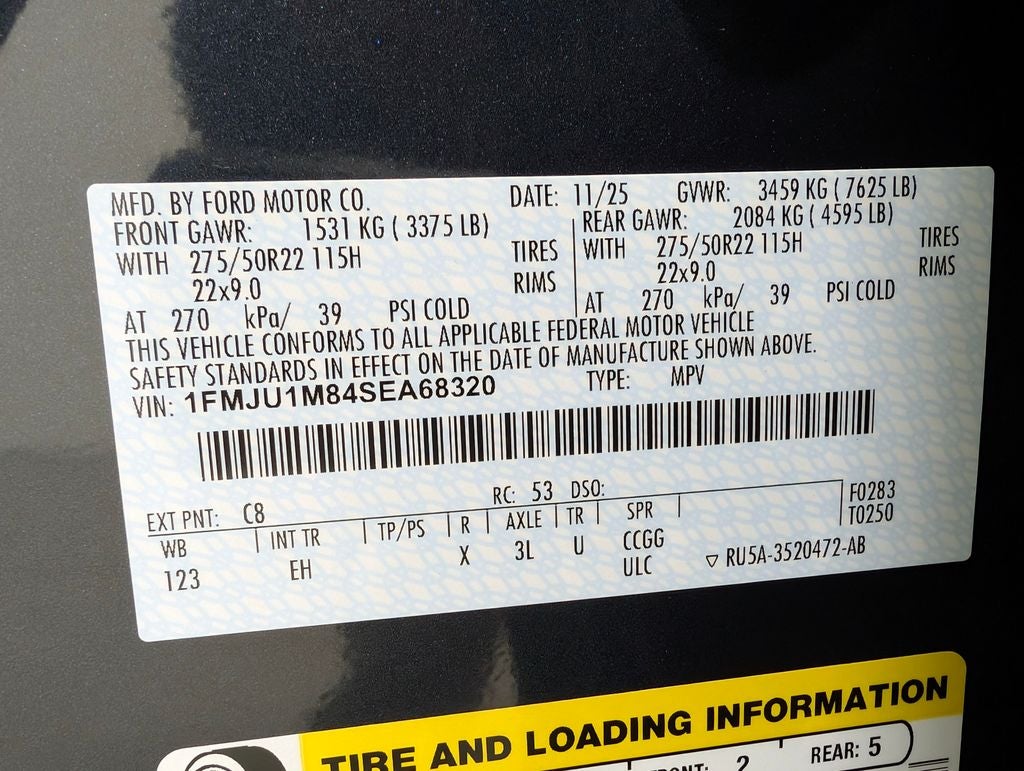 MFD. BY FORD MOTOR CO. DATE: 11/25 GVWR: 3459 KG ( 7625 LB)
FRONT GAWR: 1531 KG ( 3375 LB) REAR GAWR: 2084 KG ( 4595 LB)
WITH 275/50R22 115H TIRES WITH 275/50R22 115H TIRES
22x9.0 RIMS 22x9.0 RIMS
AT 270 kPa/ 39 PSI COLD AT 270 kPa/ 39 PSI COLD
THIS VEHICLE CONFORMS TO ALL APPLICABLE FEDERAL MOTOR VEHICLE
SAFETY STANDARDS IN EFFECT ON THE DATE OF MANUFACTURE SHOWN ABOVE.
VIN: 1FMJU1M84SEA68320 TYPE: MPV
EXT PNT: C8 RC: 53 DSO: F0283
WB INT TR TP/PS R AXLE TR SPR T0250
123 EH X 3L U CCGG
ULC ▽ RU5A-3520472-AB
TIRE AND LOADING INFORMATION
2 REAR: 5